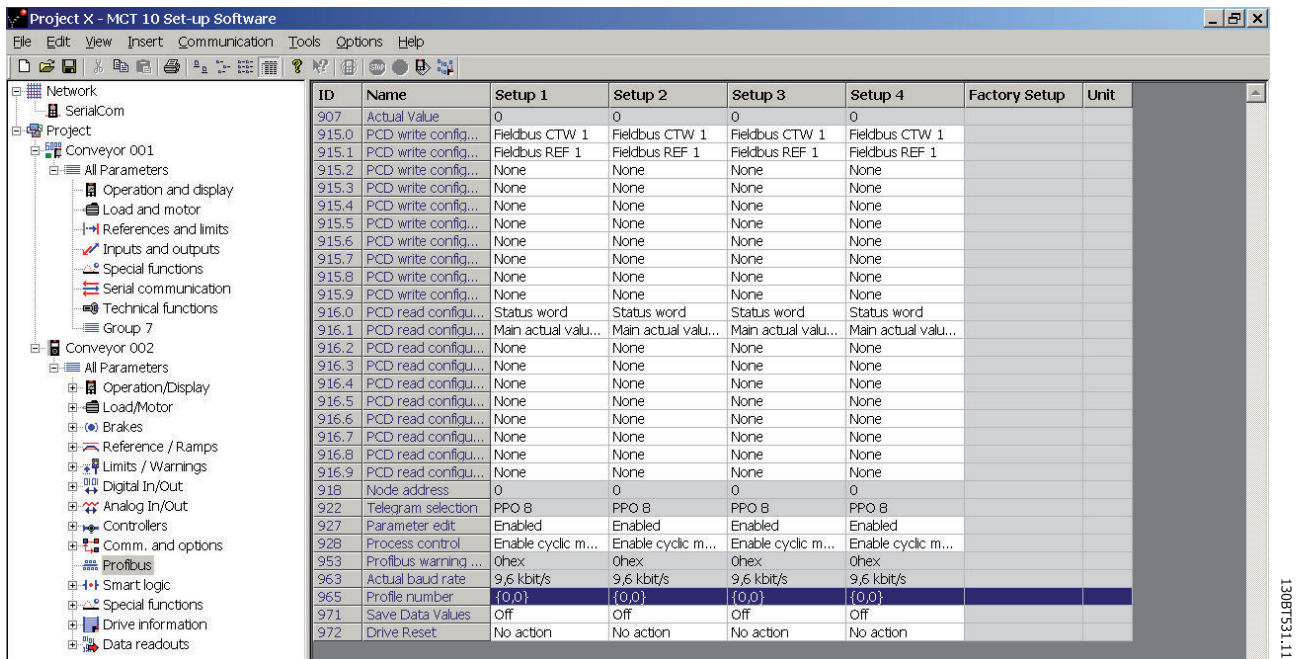 Project X - MCT 10 Set-up Software
File Edit View Insert Communication Tools Options Help
Network
SerialCom
Project
Conveyor 001
All Parameters
Operation and display
Load and motor
References and limits
Inputs and outputs
Special functions
Serial communication
Technical functions
Group 7
Conveyor 002
All Parameters
Operation/Display
Load/Motor
Brakes
Reference / Ramps
Limits / Warnings
Digital In/Out
Analog In/Out
Controllers
Comm. and options
Profibus
Smart logic
Special functions
Drive information
Data readouts
ID Name Setup 1 Setup 2 Setup 3 Setup 4 Factory Setup Unit
907 Actual Value 0 0 0 0
915.0 PCD write config... Fieldbus CTW 1 Fieldbus CTW 1 Fieldbus CTW 1 Fieldbus CTW 1
915.1 PCD write config... Fieldbus REF 1 Fieldbus REF 1 Fieldbus REF 1 Fieldbus REF 1
915.2 PCD write config... None None None None
915.3 PCD write config... None None None None
915.4 PCD write config... None None None None
915.5 PCD write config... None None None None
915.6 PCD write config... None None None None
915.7 PCD write config... None None None None
915.8 PCD write config... None None None None
915.9 PCD write config... None None None None
916.0 PCD read configu... Status word Status word Status word Status word
916.1 PCD read configu... Main actual valu... Main actual valu... Main actual valu... Main actual valu...
916.2 PCD read configu... None None None None
916.3 PCD read configu... None None None None
916.4 PCD read configu... None None None None
916.5 PCD read configu... None None None None
916.6 PCD read configu... None None None None
916.7 PCD read configu... None None None None
916.8 PCD read configu... None None None None
916.9 PCD read configu... None None None None
918 Node address 0 0 0 0
922 Telegram selection PPO 8 PPO 8 PPO 8 PPO 8
927 Parameter edit Enabled Enabled Enabled Enabled
928 Process control Enable cyclic m... Enable cyclic m... Enable cyclic m... Enable cyclic m...
953 Profibus warning ... 0hex 0hex 0hex 0hex
963 Actual baud rate 9,6 kbit/s 9,6 kbit/s 9,6 kbit/s 9,6 kbit/s
965 Profile number {0,0} {0,0} {0,0} {0,0}
971 Save Data Values Off Off Off Off
972 Drive Reset No action No action No action No action
130BT531.11